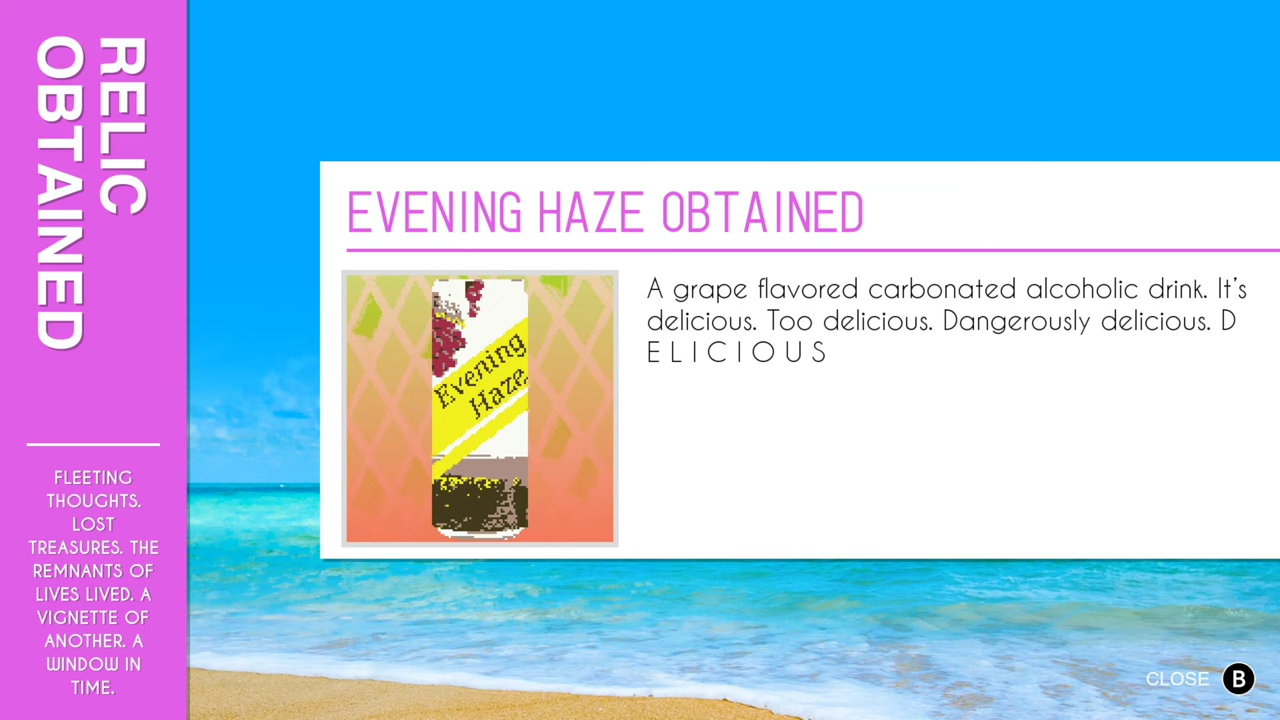 RELIC
OBTAINED
FLEETING
THOUGHTS.
LOST
TREASURES. THE
REMNANTS OF
LIVES LIVED. A
VIGNETTE OF
ANOTHER. A
WINDOW IN
TIME.
EVENING HAZE OBTAINED
Evening
Haze
A grape flavored carbonated alcoholic drink. It's
delicious. Too delicious. Dangerously delicious. D
E L I C I O U S
CLOSE B